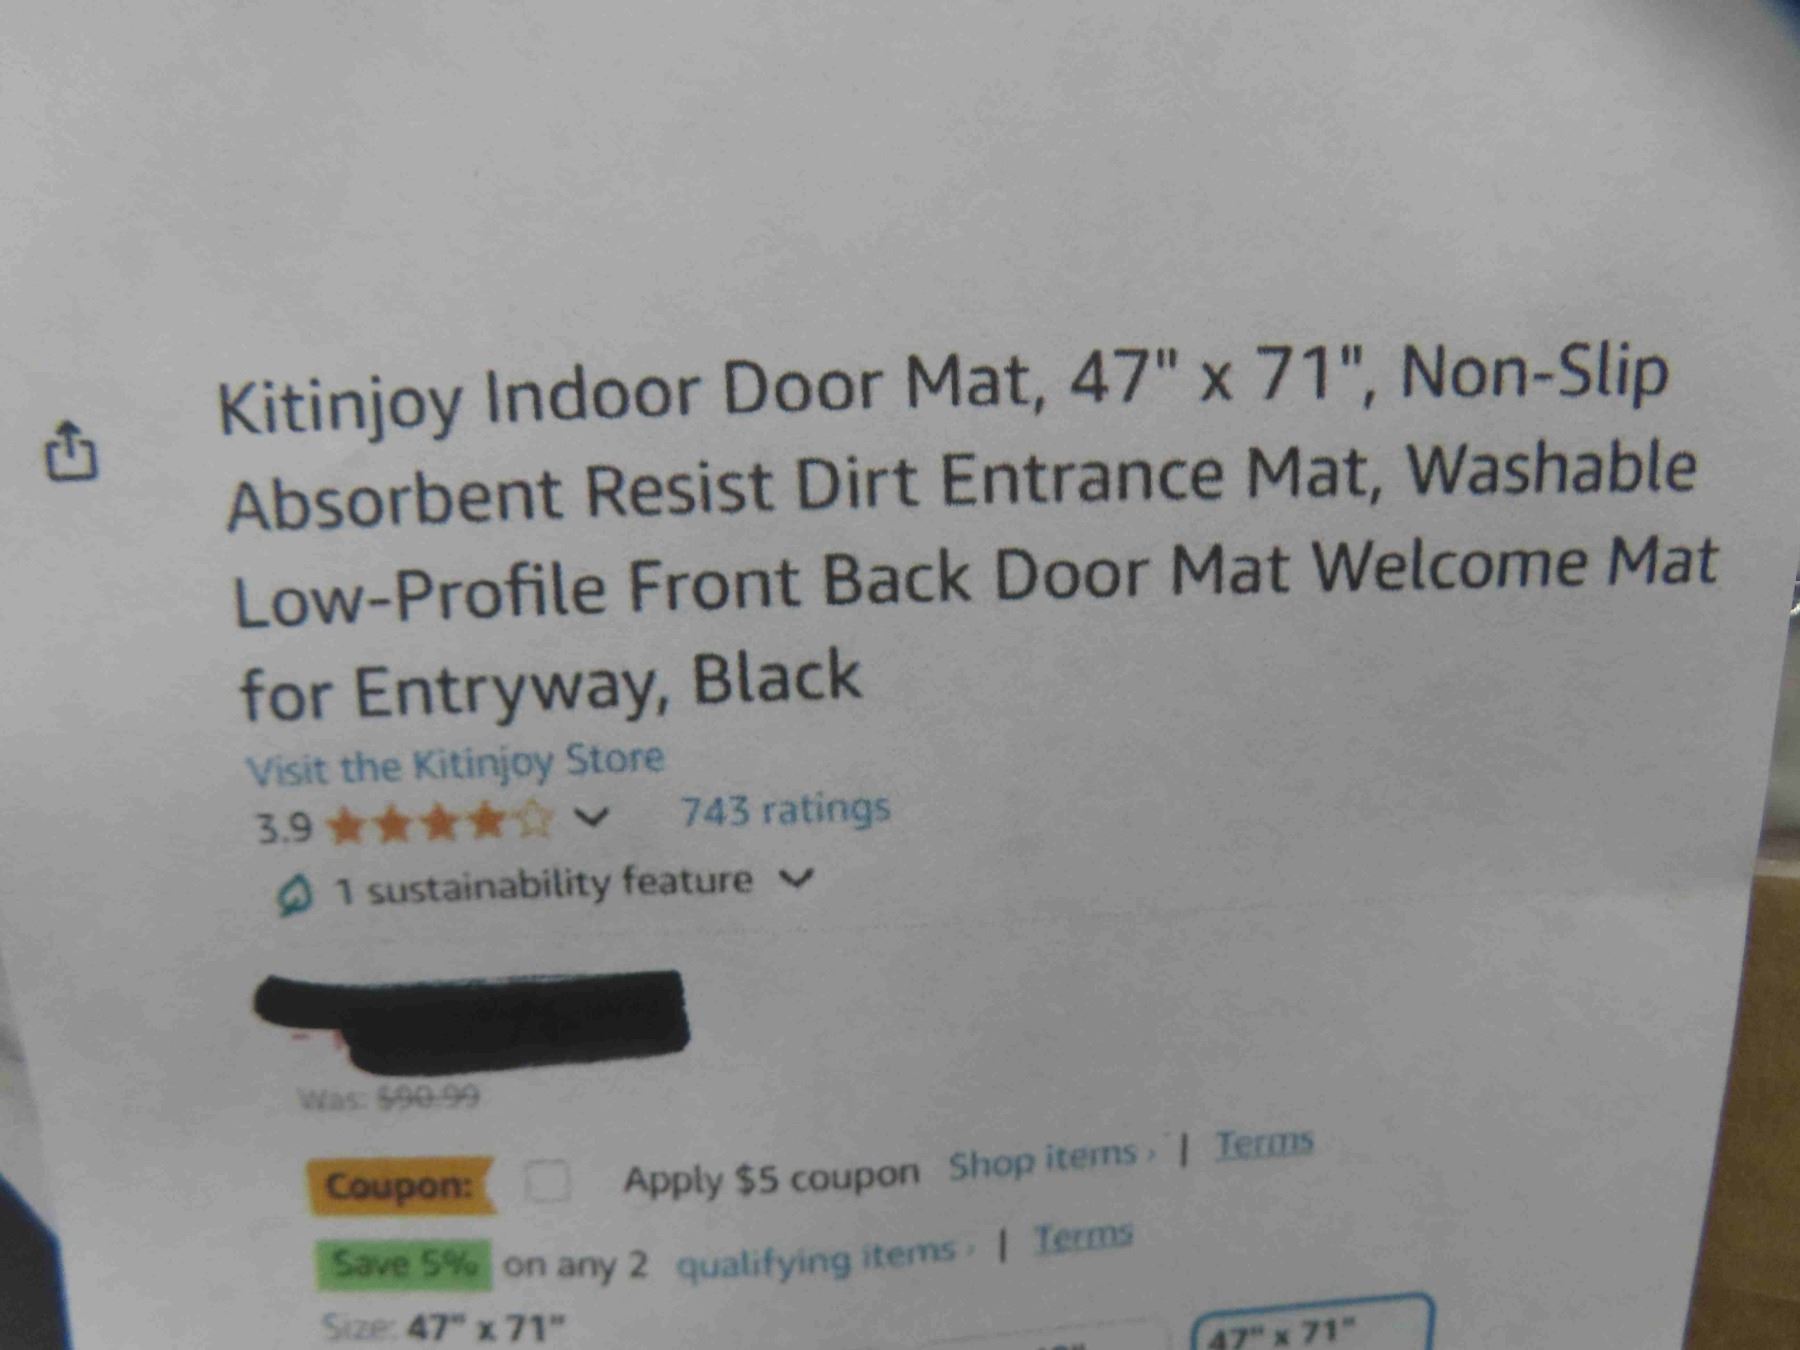 Kitinjoy Indoor Door Mat, 47" x 71", Non-Slip
Absorbent Resist Dirt Entrance Mat, Washable
Low-Profile Front Back Door Mat Welcome Mat
for Entryway, Black
Visit the Kitinjoy Store
3.9 743 ratings
1 sustainability feature
Was: $90.99
Coupon: Apply $5 coupon Shop items › | Terms
Save 5% on any 2 qualifying items › | Terms
Size: 47" x 71"
47" x 71"